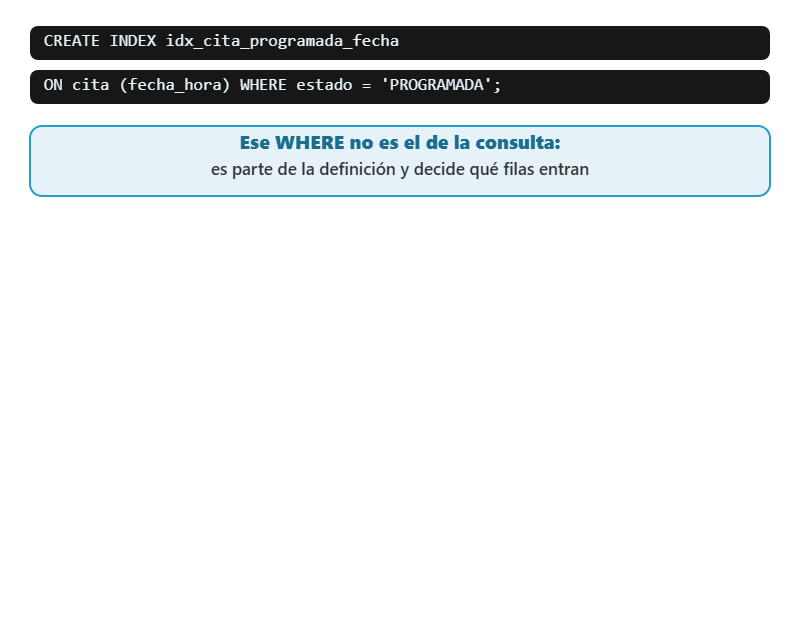 CREATE INDEX idx_cita_programada_fecha
ON cita (fecha_hora) WHERE estado = 'PROGRAMADA';
Ese WHERE no es el de la consulta:
es parte de la definición y decide qué filas entran